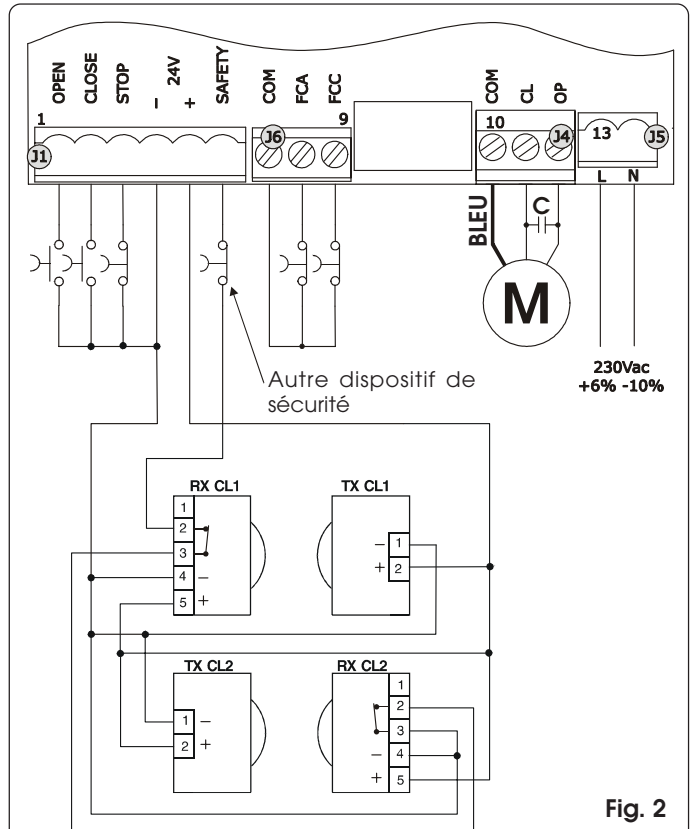 OPEN
CLOSE
STOP
–
24V
+
SAFETY
COM
FCA
FCC
COM
CL
OP
1
9
10
13
J1
J6
J4
J5
L
N
BLEU
C
M
230Vac
+6% -10%
Autre dispositif de
sécurité
RX CL1
1
2
3
4 –
5 +
TX CL1
– 1
+ 2
TX CL2
1 –
2 +
RX CL2
1
2
3
– 4
+ 5
Fig. 2